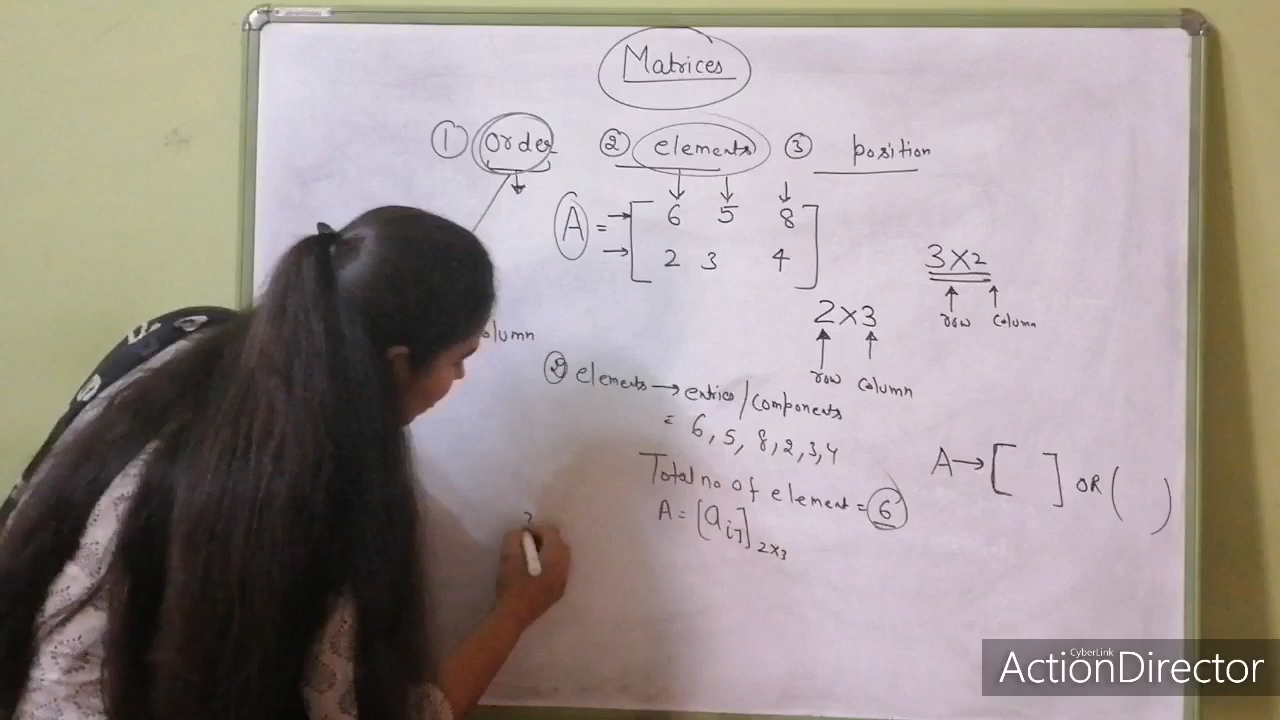 Matrices
① Order ② elements ③ position
A = [ 6 5 8
2 3 4 ]
3×2
row column
2×3
row column
olumn
② elements → entries/components
= 6, 5, 8, 2, 3, 4
Total no of element = 6
A → [ ] OR ( )
A = [aij]2×3
CyberLink
ActionDirector